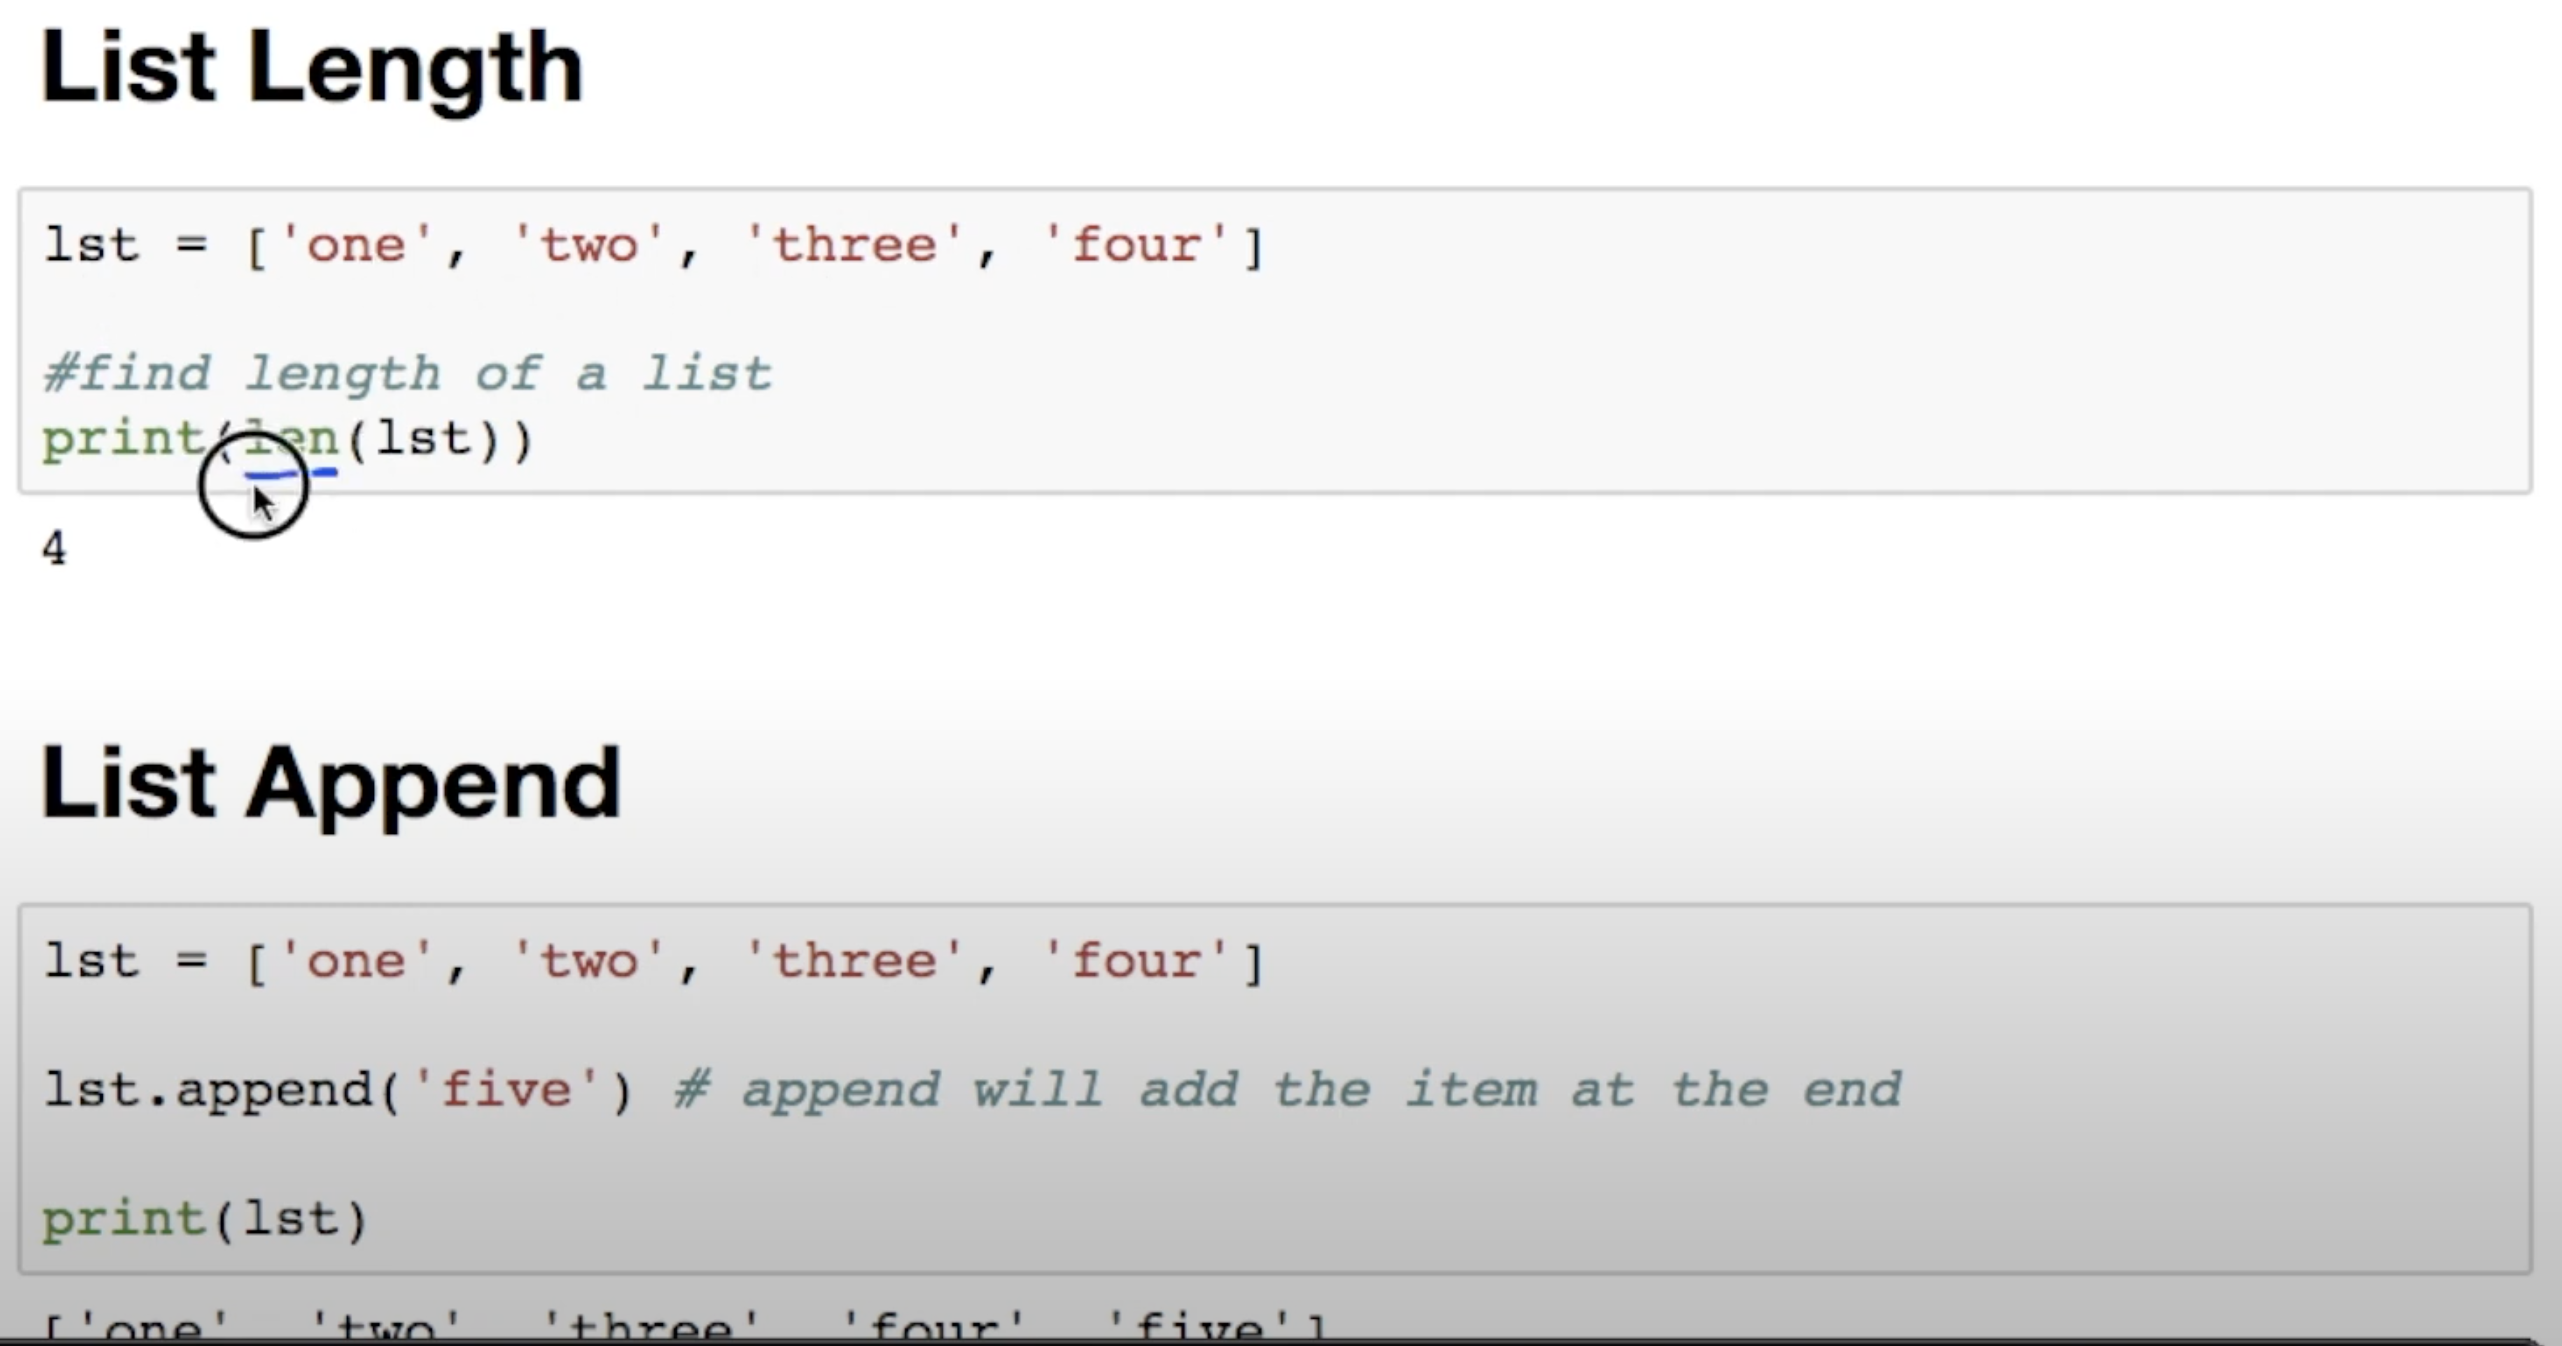 List Length
lst = ['one', 'two', 'three', 'four']
#find length of a list
print(len(lst))
4
List Append
lst = ['one', 'two', 'three', 'four']
lst.append('five') # append will add the item at the end
print(lst)
['one', 'two', 'three', 'four', 'five']